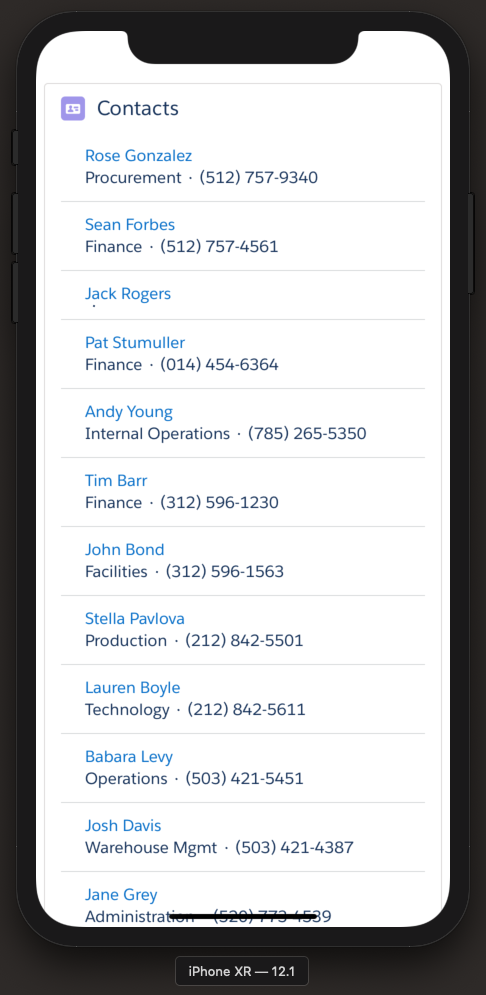 Contacts
Rose Gonzalez
Procurement · (512) 757-9340
Sean Forbes
Finance · (512) 757-4561
Jack Rogers
·
Pat Stumuller
Finance · (014) 454-6364
Andy Young
Internal Operations · (785) 265-5350
Tim Barr
Finance · (312) 596-1230
John Bond
Facilities · (312) 596-1563
Stella Pavlova
Production · (212) 842-5501
Lauren Boyle
Technology · (212) 842-5611
Babara Levy
Operations · (503) 421-5451
Josh Davis
Warehouse Mgmt · (503) 421-4387
Jane Grey
Administration · (520) 773-4539
iPhone XR — 12.1